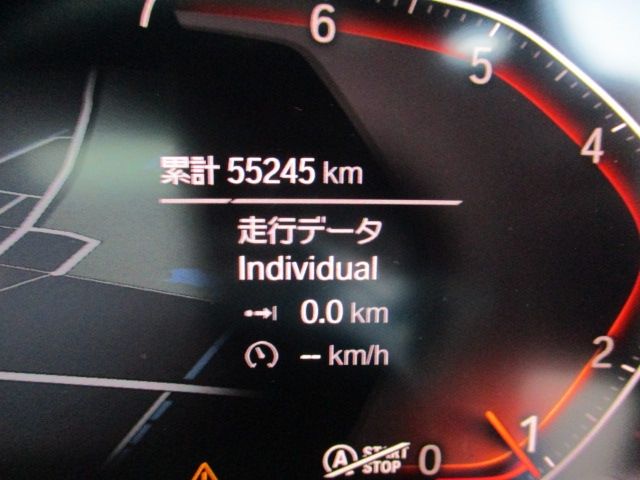 7 6 5 4
累計 55245 km
走行データ
Individual
0.0 km
-- km/h
2
1
A START STOP 0